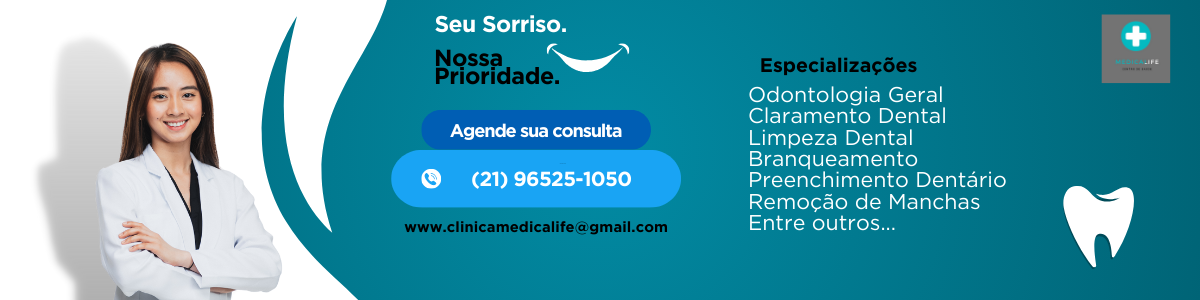 Seu Sorriso.
Nossa
Prioridade.
Agende sua consulta
(21) 96525-1050
www.clinicamedicalife@gmail.com
Especializações
Odontologia Geral
Claramento Dental
Limpeza Dental
Branqueamento
Preenchimento Dentário
Remoção de Manchas
Entre outros...
MEDICALIFE